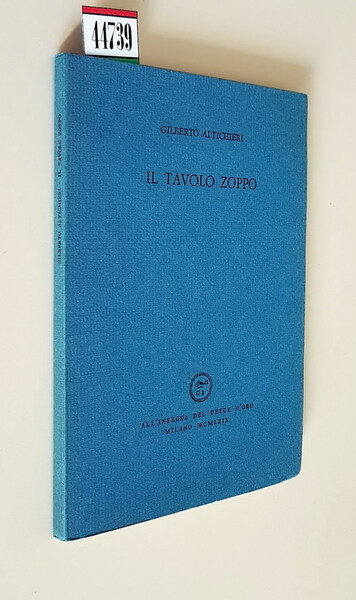 44739
GILBERTO ALTICHIERI
IL TAVOLO ZOPPO
ALL'INSEGNA DEL PESCE D'ORO
MILANO - MCMLXIX
GILBERTO ALTICHIERI - IL TAVOLO ZOPPO